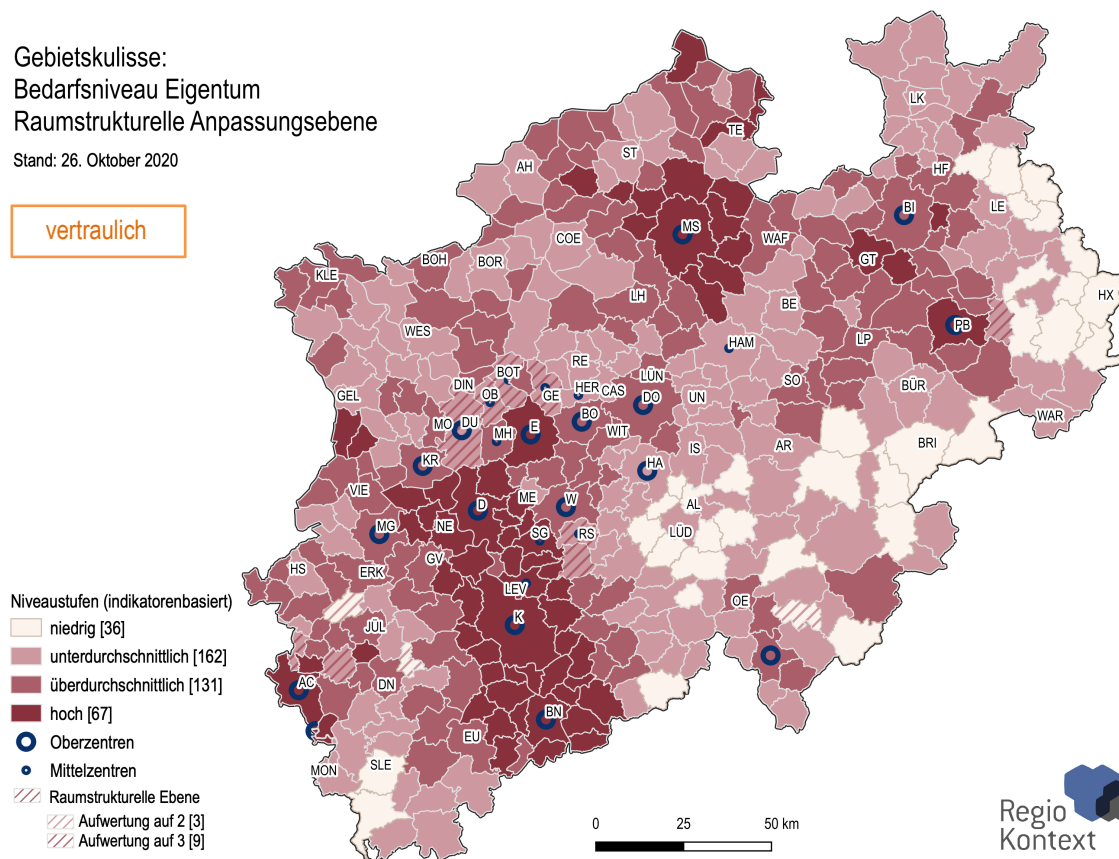 Gebietskulisse:
Bedarfsniveau Eigentum
Raumstrukturelle Anpassungsebene
Stand: 26. Oktober 2020
vertraulich
LK
TE
ST
AH
HF
LE
BI
MS
COE
WAF
BOH
BOR
GT
KLE
HX
LH
BE
PB
WES
HAM
LP
RE
BOT
DIN
OB
GE
HER
CAS
LÜN
SO
BÜR
GEL
UN
DO
MO
DU
MH
E
BO
WIT
WAR
IS
AR
BRI
KR
HA
VIE
ME
W
AL
D
MG
NE
SG
RS
LÜD
GV
HS
ERK
LEV
OE
K
JÜL
AC
DN
BN
EU
MON
SLE
Niveaustufen (indikatorenbasiert)
niedrig [36]
unterdurchschnittlich [162]
überdurchschnittlich [131]
hoch [67]
Oberzentren
Mittelzentren
Raumstrukturelle Ebene
Aufwertung auf 2 [3]
Aufwertung auf 3 [9]
0 25 50 km
Regio
Kontext